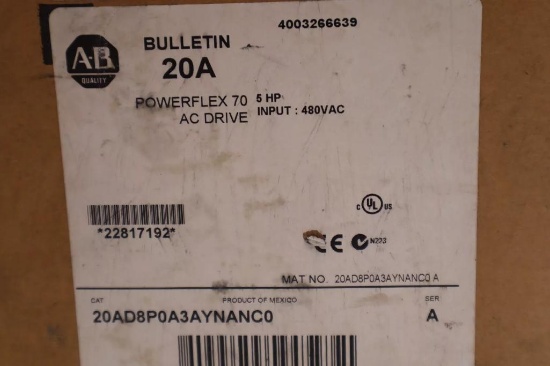 4003266639
A-B
QUALITY
BULLETIN
20A
POWERFLEX 70
AC DRIVE
5 HP
INPUT : 480VAC
*22817192*
C UL US
CE N223
MAT NO. 20AD8P0A3AYNANC0 A
CAT
PRODUCT OF MEXICO
SER
20AD8P0A3AYNANC0
A